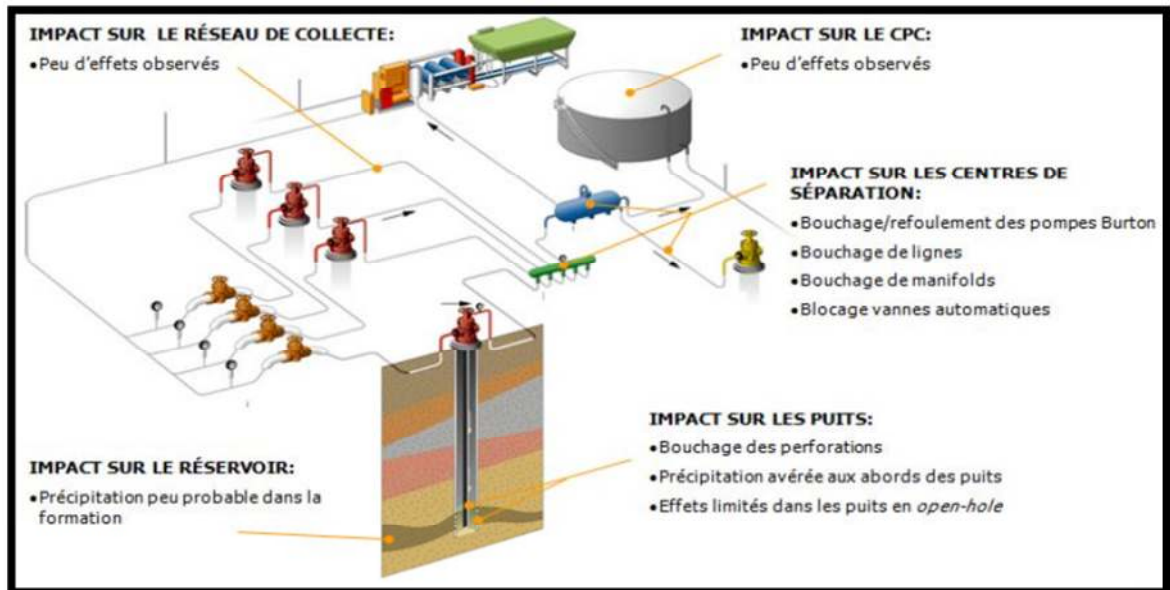 IMPACT SUR LE RÉSEAU DE COLLECTE:
•Peu d'effets observés
IMPACT SUR LE CPC:
•Peu d'effets observés
IMPACT SUR LES CENTRES DE
SÉPARATION:
•Bouchage/refoulement des pompes Burton
•Bouchage de lignes
•Bouchage de manifolds
•Blocage vannes automatiques
IMPACT SUR LES PUITS:
•Bouchage des perforations
•Précipitation avérée aux abords des puits
•Effets limités dans les puits en open-hole
IMPACT SUR LE RÉSERVOIR:
•Précipitation peu probable dans la
formation